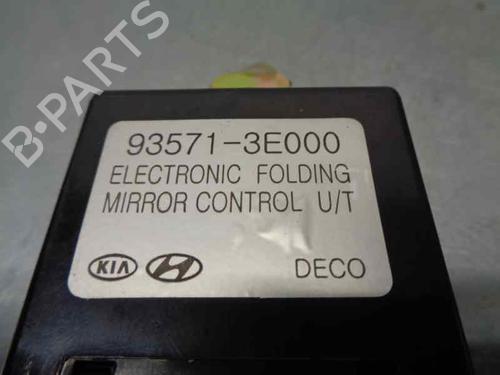 B-PARTS
93571-3E000
ELECTRONIC FOLDING
MIRROR CONTROL U/T
KIA
DECO